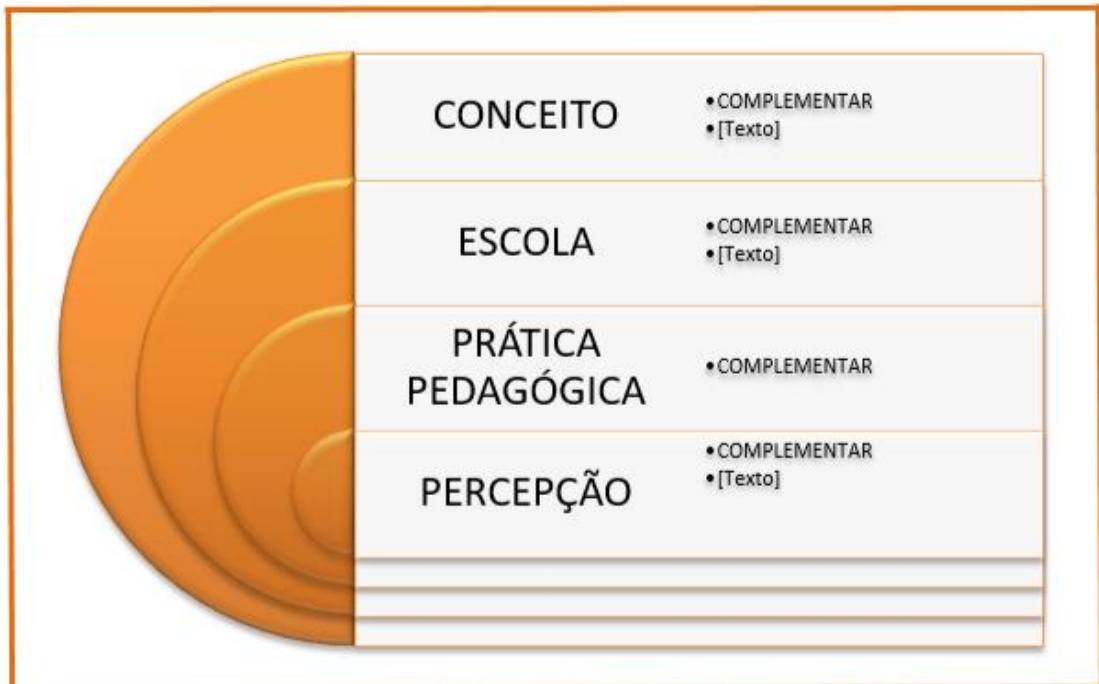 CONCEITO
•COMPLEMENTAR
•[Texto]
ESCOLA
•COMPLEMENTAR
•[Texto]
PRÁTICA
PEDAGÓGICA
•COMPLEMENTAR
PERCEPÇÃO
•COMPLEMENTAR
•[Texto]